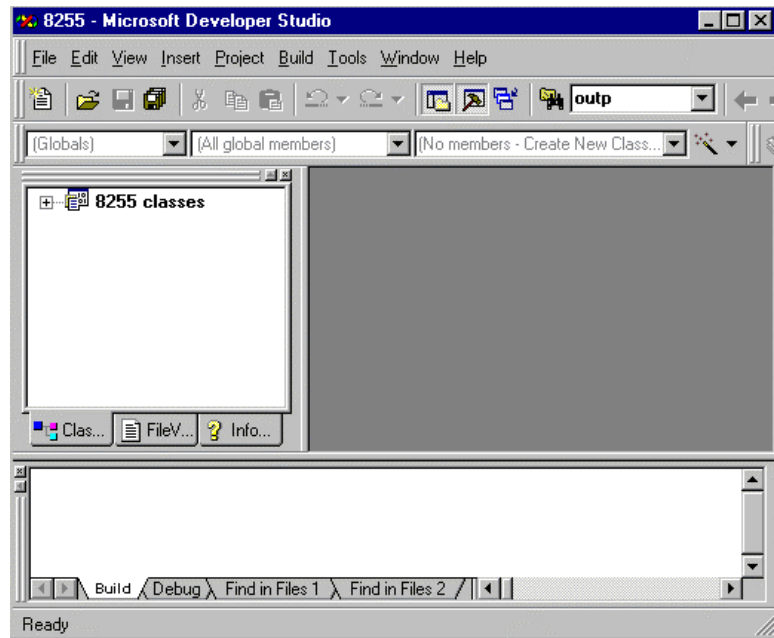 8255 - Microsoft Developer Studio
File Edit View Insert Project Build Tools Window Help
outp
(Globals) (All global members) (No members - Create New Class...
8255 classes
Clas... FileV... Info...
Build Debug Find in Files 1 Find in Files 2
Ready